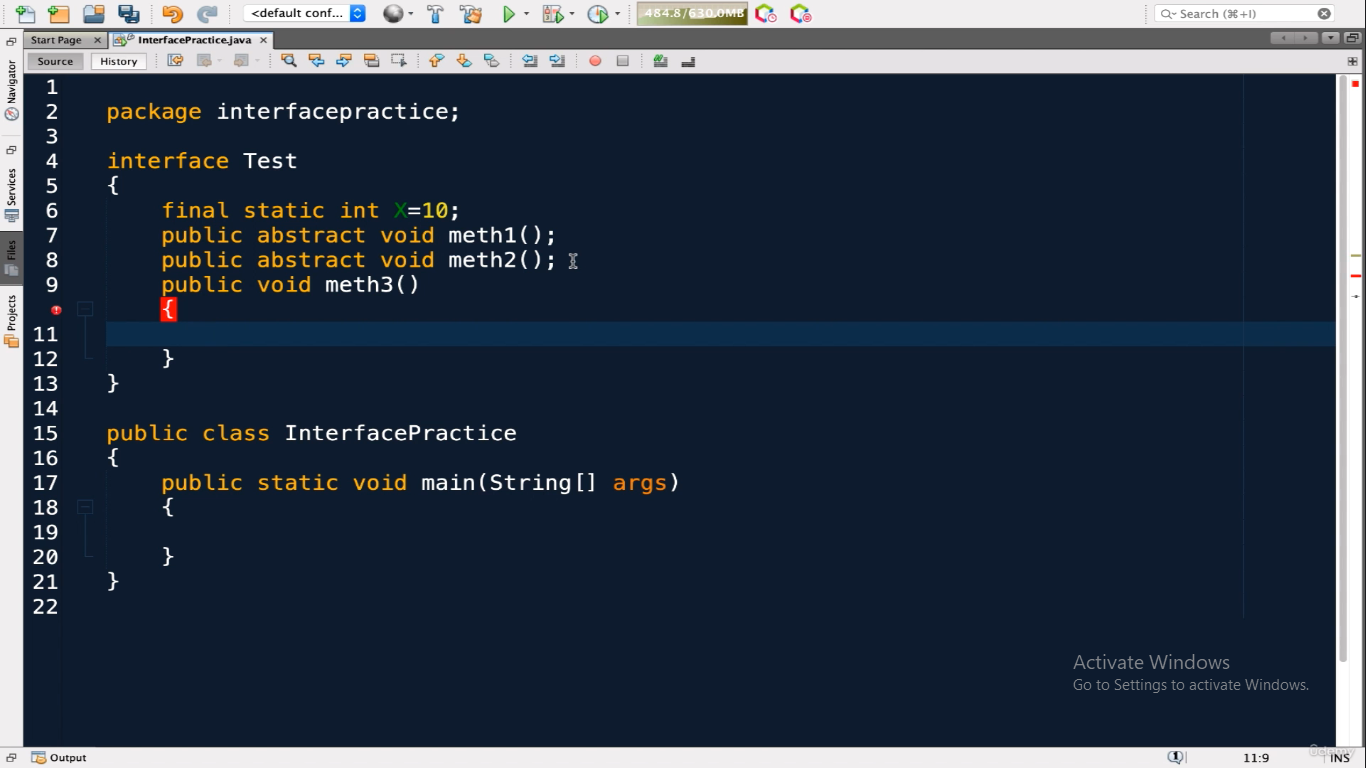 <default conf...
484.8/630.0MB
Search (⌘+I)
Start Page
InterfacePractice.java
Source
History
Navigator
Services
Files
Projects
1
2 package interfacepractice;
3
4 interface Test
5 {
6 final static int X=10;
7 public abstract void meth1();
8 public abstract void meth2();
9 public void meth3()
{
11
12 }
13 }
14
15 public class InterfacePractice
16 {
17 public static void main(String[] args)
18 {
19
20 }
21 }
22
Activate Windows
Go to Settings to activate Windows.
Output
1
11:9
INS
Udemy